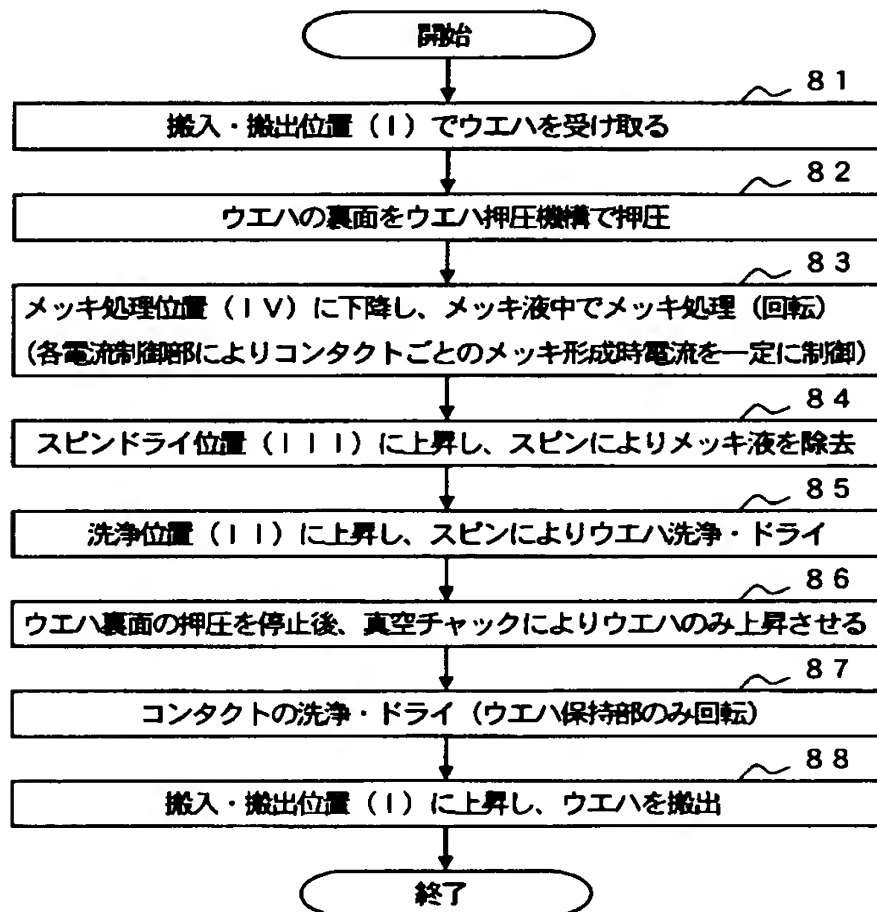 開始
81
搬入・搬出位置(I)でウエハを受け取る
82
ウエハの裏面をウエハ押圧機構で押圧
83
メッキ処理位置(IV)に下降し、メッキ液中でメッキ処理(回転)
(各電流制御部によりコンタクトごとのメッキ形成時電流を一定に制御)
84
スピンドライ位置(III)に上昇し、スピンによりメッキ液を除去
85
洗浄位置(II)に上昇し、スピンによりウエハ洗浄・ドライ
86
ウエハ裏面の押圧を停止後、真空チャックによりウエハのみ上昇させる
87
コンタクトの洗浄・ドライ(ウエハ保持部のみ回転)
88
搬入・搬出位置(I)に上昇し、ウエハを搬出
終了